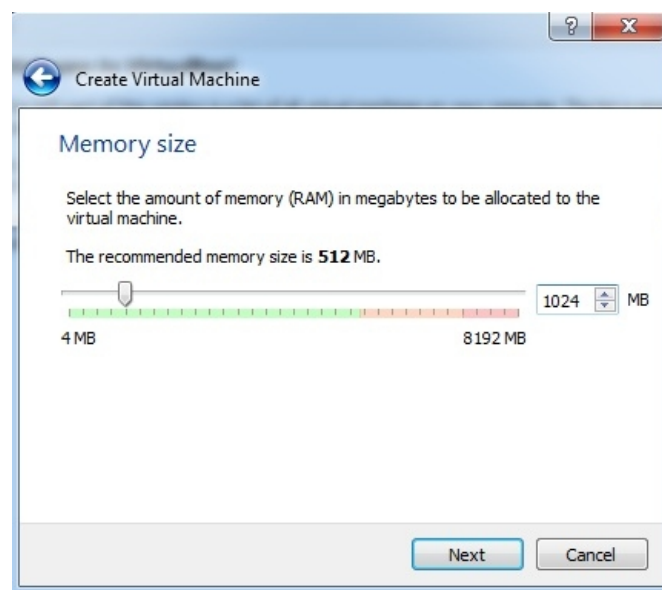 ?
Create Virtual Machine
Memory size
Select the amount of memory (RAM) in megabytes to be allocated to the
virtual machine.
The recommended memory size is 512 MB.
1024 MB
4 MB 8192 MB
Next Cancel